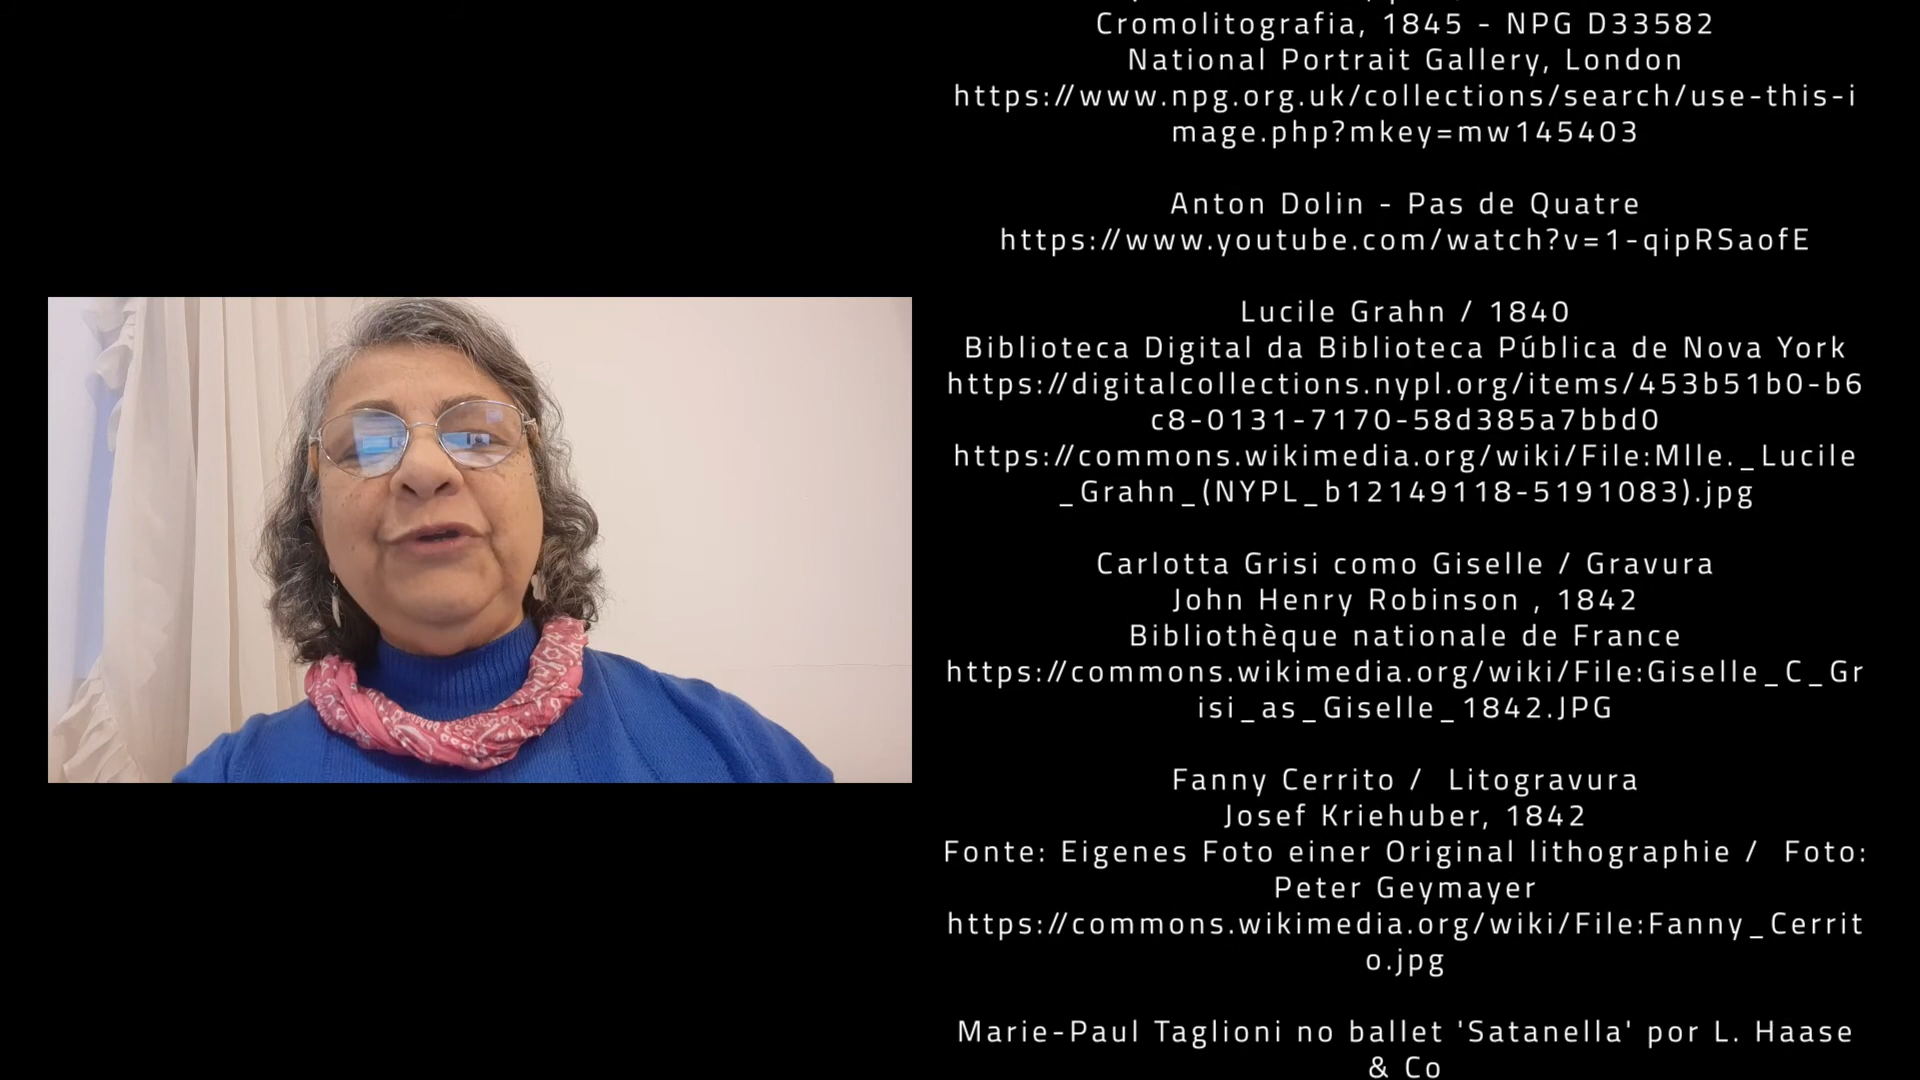 Cromolitografia, 1845 - NPG D33582
National Portrait Gallery, London
https://www.npg.org.uk/collections/search/use-this-i
mage.php?mkey=mw145403
Anton Dolin - Pas de Quatre
https://www.youtube.com/watch?v=1-qipRSaofE
Lucile Grahn / 1840
Biblioteca Digital da Biblioteca Pública de Nova York
https://digitalcollections.nypl.org/items/453b51b0-b6
c8-0131-7170-58d385a7bbd0
https://commons.wikimedia.org/wiki/File:Mlle._Lucile
_Grahn_(NYPL_b12149118-5191083).jpg
Carlotta Grisi como Giselle / Gravura
John Henry Robinson , 1842
Bibliothèque nationale de France
https://commons.wikimedia.org/wiki/File:Giselle_C_Gr
isi_as_Giselle_1842.JPG
Fanny Cerrito /  Litogravura
Josef Kriehuber, 1842
Fonte: Eigenes Foto einer Original lithographie /  Foto:
Peter Geymayer
https://commons.wikimedia.org/wiki/File:Fanny_Cerrit
o.jpg
Marie-Paul Taglioni no ballet 'Satanella' por L. Haase
& Co